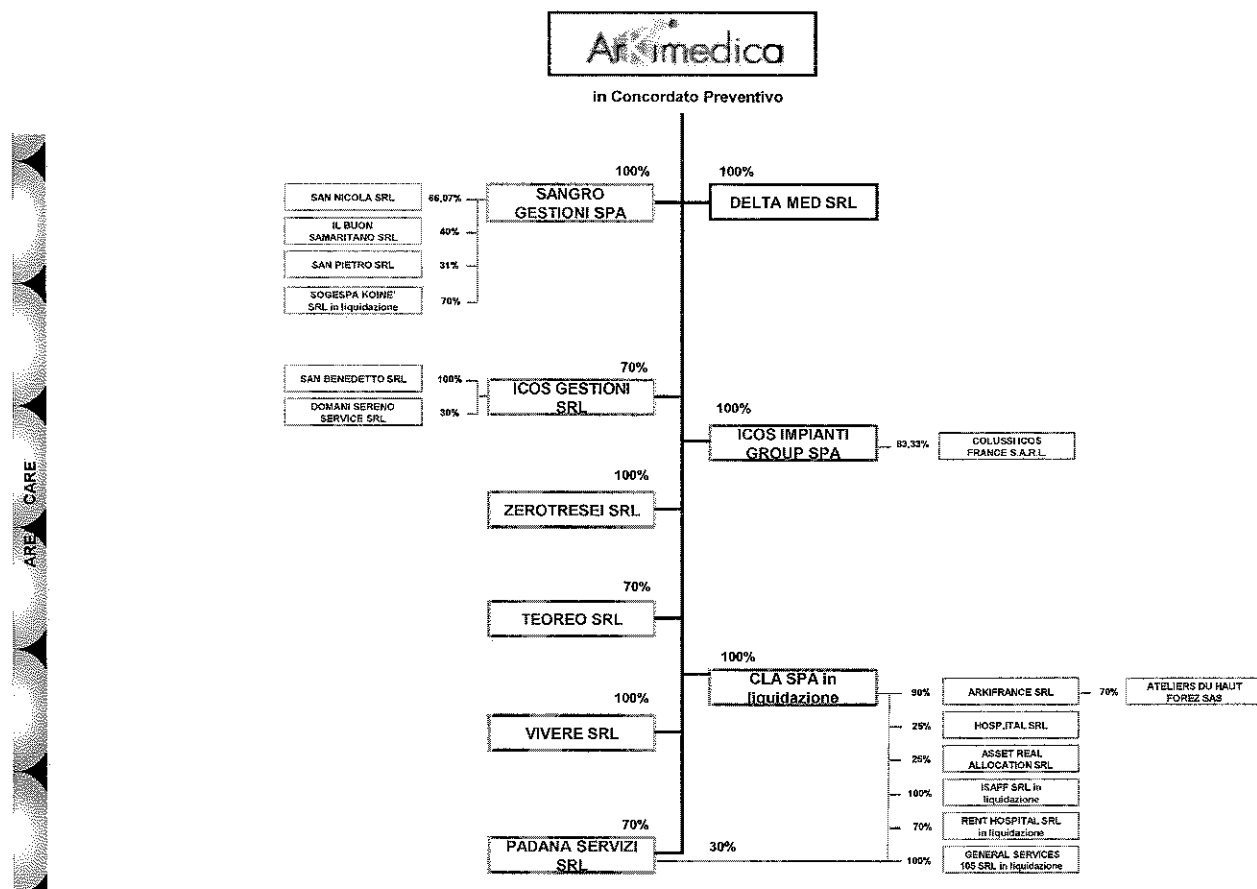 Arkimedica
in Concordato Preventivo
100%
100%
SAN NICOLA SRL
66,07%
SANGRO
GESTIONI SPA
DELTA MED SRL
IL BUON
SAMARITANO SRL
40%
SAN PIETRO SRL
31%
SOGESPA KOINE'
SRL in liquidazione
70%
70%
SAN BENEDETTO SRL
100%
ICOS GESTIONI
SRL
DOMANI SERENO
SERVICE SRL
30%
100%
ICOS IMPIANTI
GROUP SPA
83,33%
COLUSSI ICOS
FRANCE S.A.R.L.
100%
ZEROTRESEI SRL
70%
TEOREO SRL
100%
CLA SPA in
liquidazione
90%
ARKIFRANCE SRL
70%
ATELIERS DU HAUT
FOREZ SAS
100%
VIVERE SRL
25%
HOSP.ITAL SRL
25%
ASSET REAL
ALLOCATION SRL
100%
ISAFF SRL in
liquidazione
70%
RENT HOSPITAL SRL
in liquidazione
70%
PADANA SERVIZI
SRL
30%
100%
GENERAL SERVICES
105 SRL in liquidazione
CARE